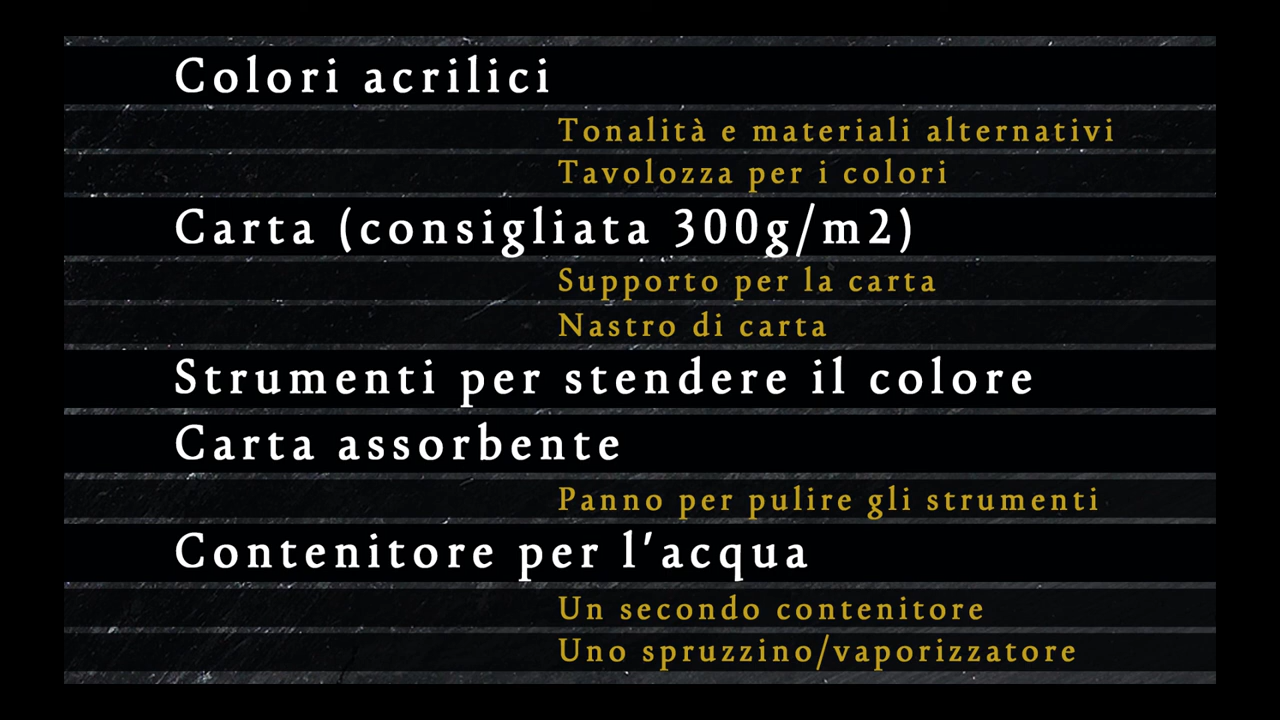 Colori acrilici
Tonalità e materiali alternativi
Tavolozza per i colori
Carta (consigliata 300g/m2)
Supporto per la carta
Nastro di carta
Strumenti per stendere il colore
Carta assorbente
Panno per pulire gli strumenti
Contenitore per l'acqua
Un secondo contenitore
Uno spruzzino/vaporizzatore